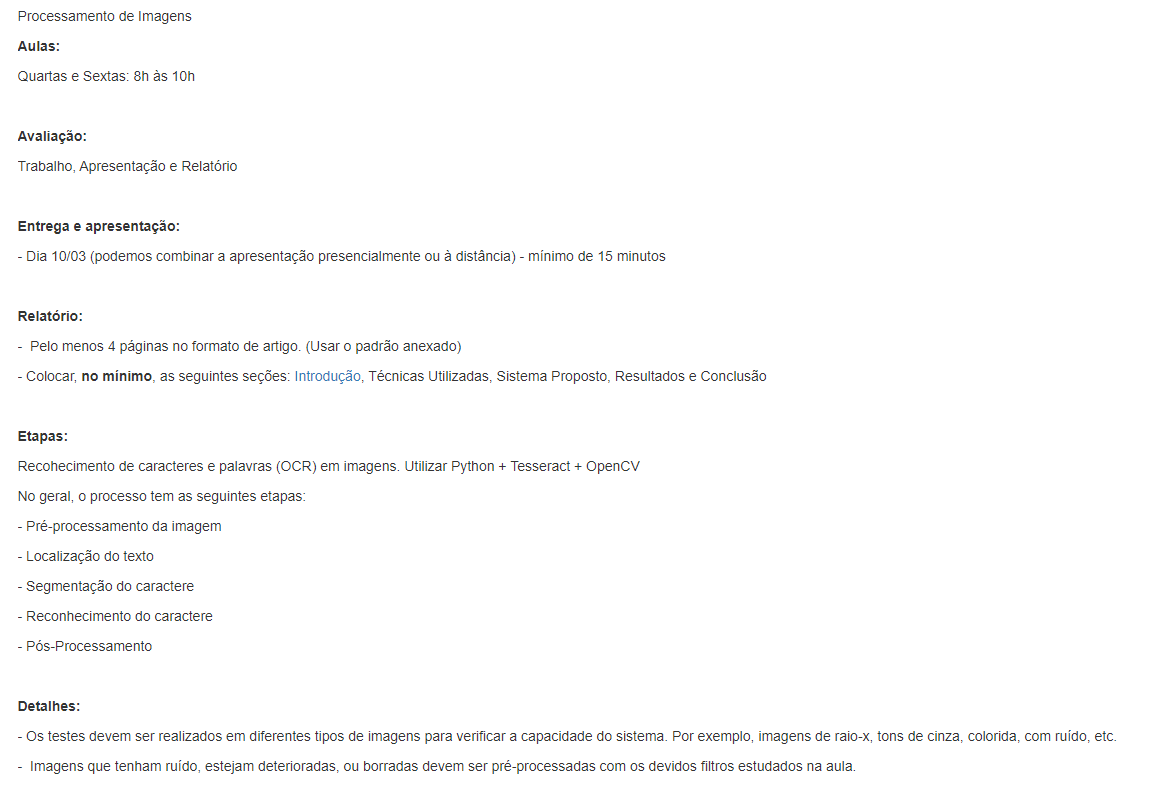 Processamento de Imagens
Aulas:
Quartas e Sextas: 8h às 10h
Avaliação:
Trabalho, Apresentação e Relatório
Entrega e apresentação:
- Dia 10/03 (podemos combinar a apresentação presencialmente ou à distância) - mínimo de 15 minutos
Relatório:
- Pelo menos 4 páginas no formato de artigo. (Usar o padrão anexado)
- Colocar, no mínimo, as seguintes seções: Introdução, Técnicas Utilizadas, Sistema Proposto, Resultados e Conclusão
Etapas:
Recohecimento de caracteres e palavras (OCR) em imagens. Utilizar Python + Tesseract + OpenCV
No geral, o processo tem as seguintes etapas:
- Pré-processamento da imagem
- Localização do texto
- Segmentação do caractere
- Reconhecimento do caractere
- Pós-Processamento
Detalhes:
- Os testes devem ser realizados em diferentes tipos de imagens para verificar a capacidade do sistema. Por exemplo, imagens de raio-x, tons de cinza, colorida, com ruído, etc.
- Imagens que tenham ruído, estejam deterioradas, ou borradas devem ser pré-processadas com os devidos filtros estudados na aula.